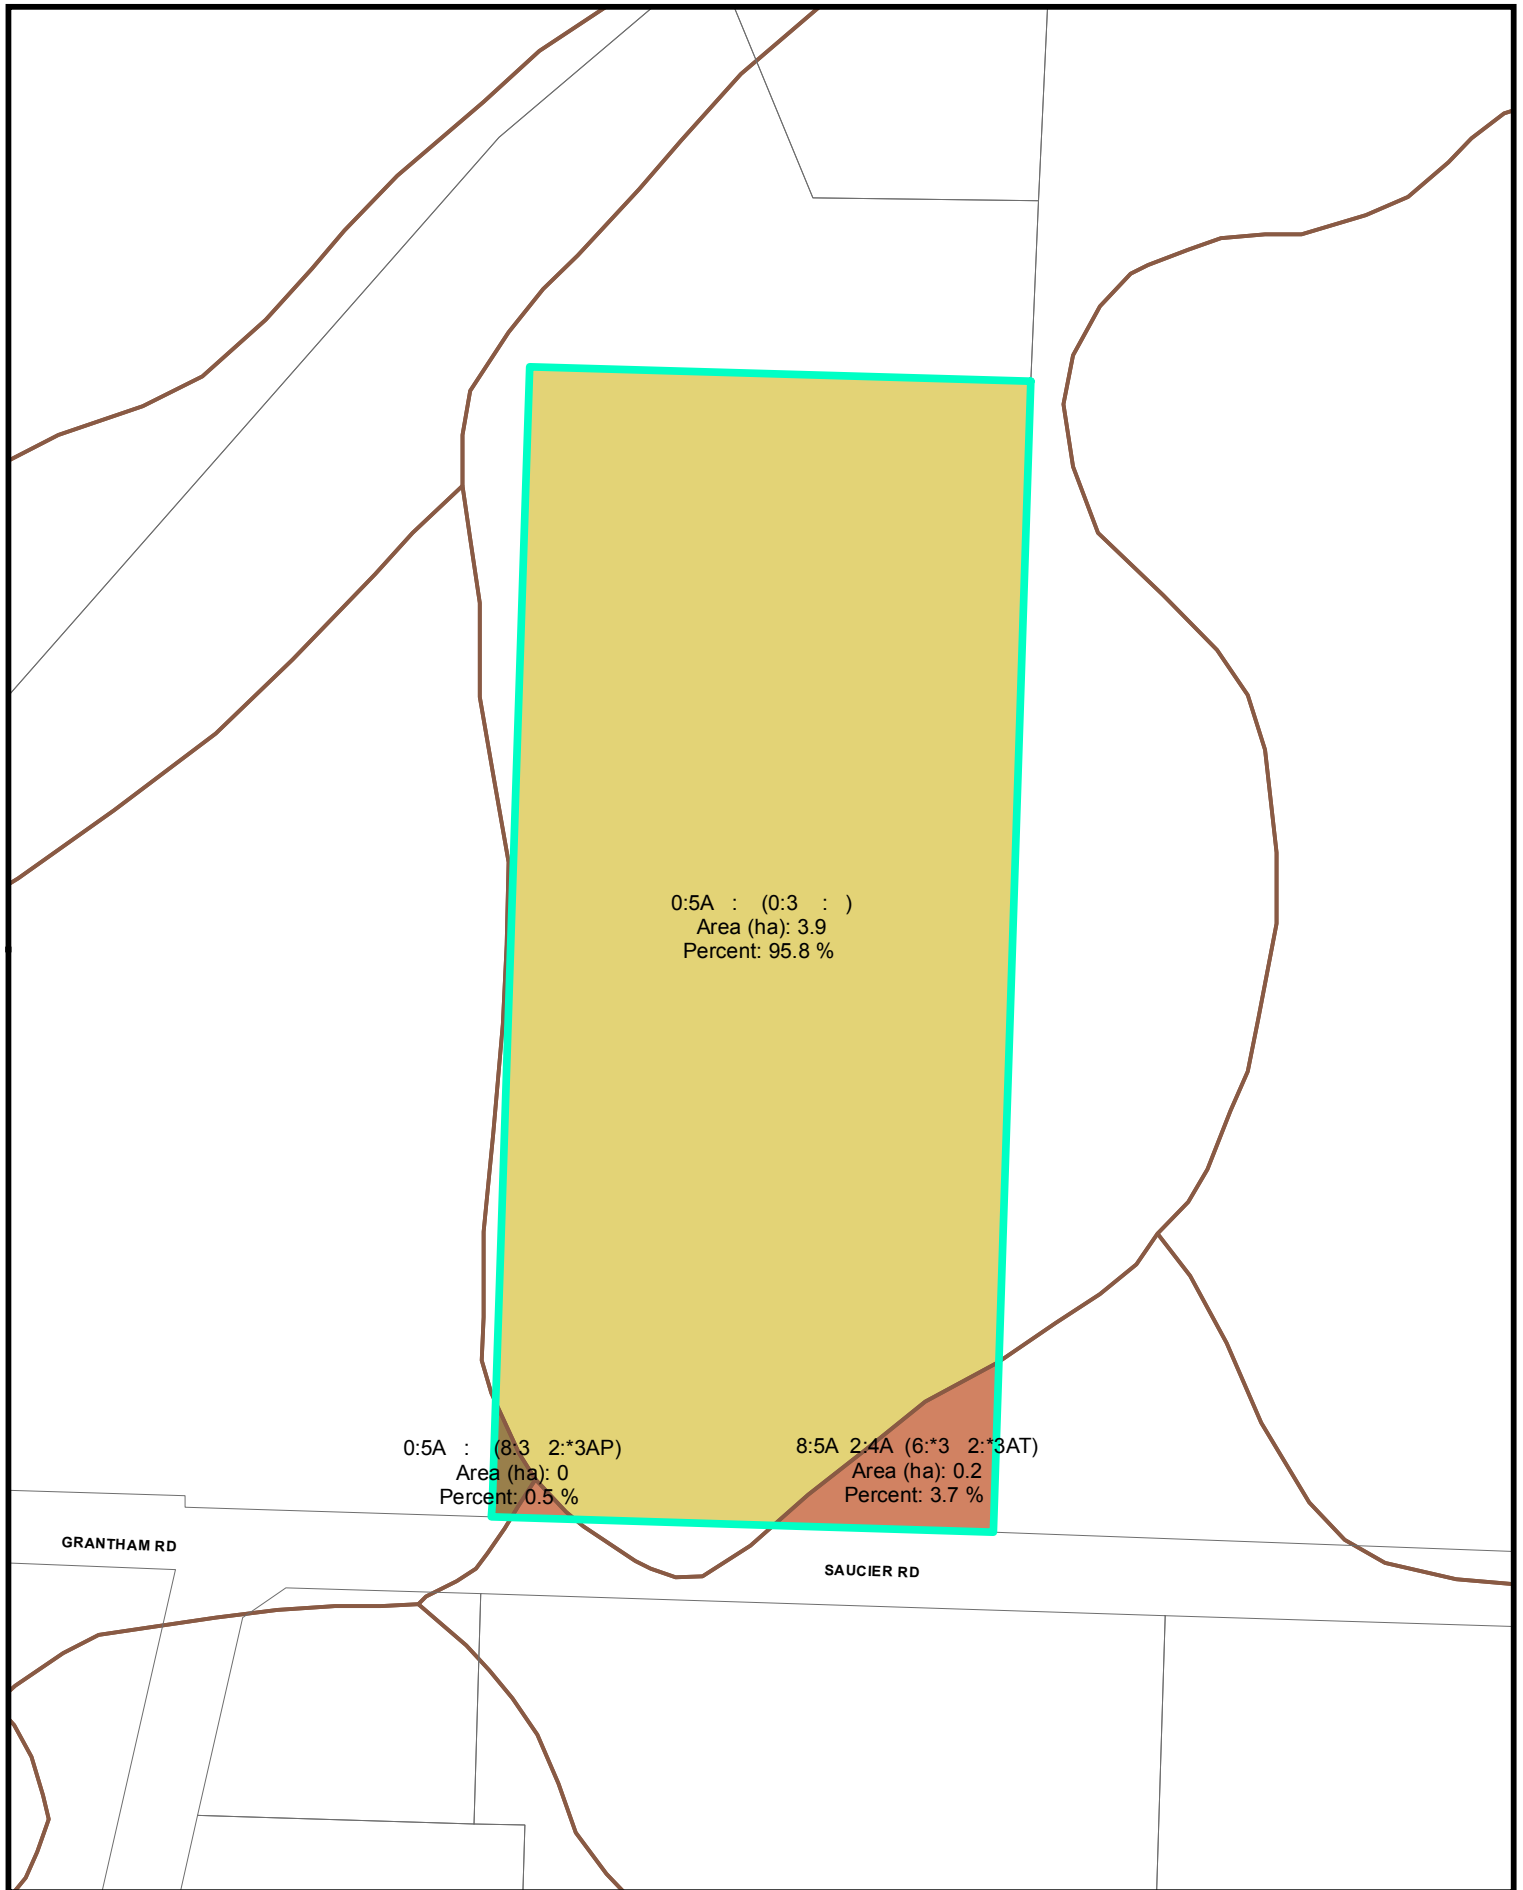 0:5A : (0:3 : )
Area (ha): 3.9
Percent: 95.8 %
0:5A : (8:3 2:*3AP)
Area (ha): 0
Percent: 0.5 %
8:5A 2:4A (6:*3 2:*3AT)
Area (ha): 0.2
Percent: 3.7 %
GRANTHAM RD
SAUCIER RD